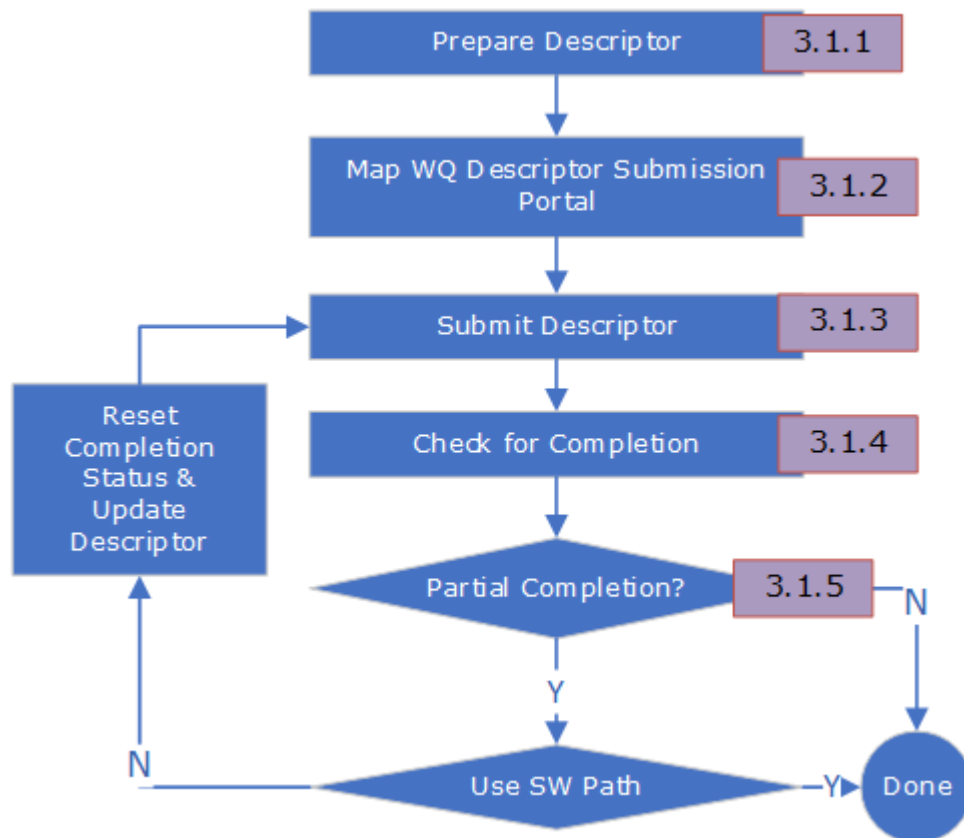 Prepare Descriptor
3.1.1
Map WQ Descriptor Submission
Portal
3.1.2
Submit Descriptor
3.1.3
Reset
Completion
Status &
Update
Descriptor
Check for Completion
3.1.4
Partial Completion?
3.1.5
N
Y
N
Use SW Path
Y
Done